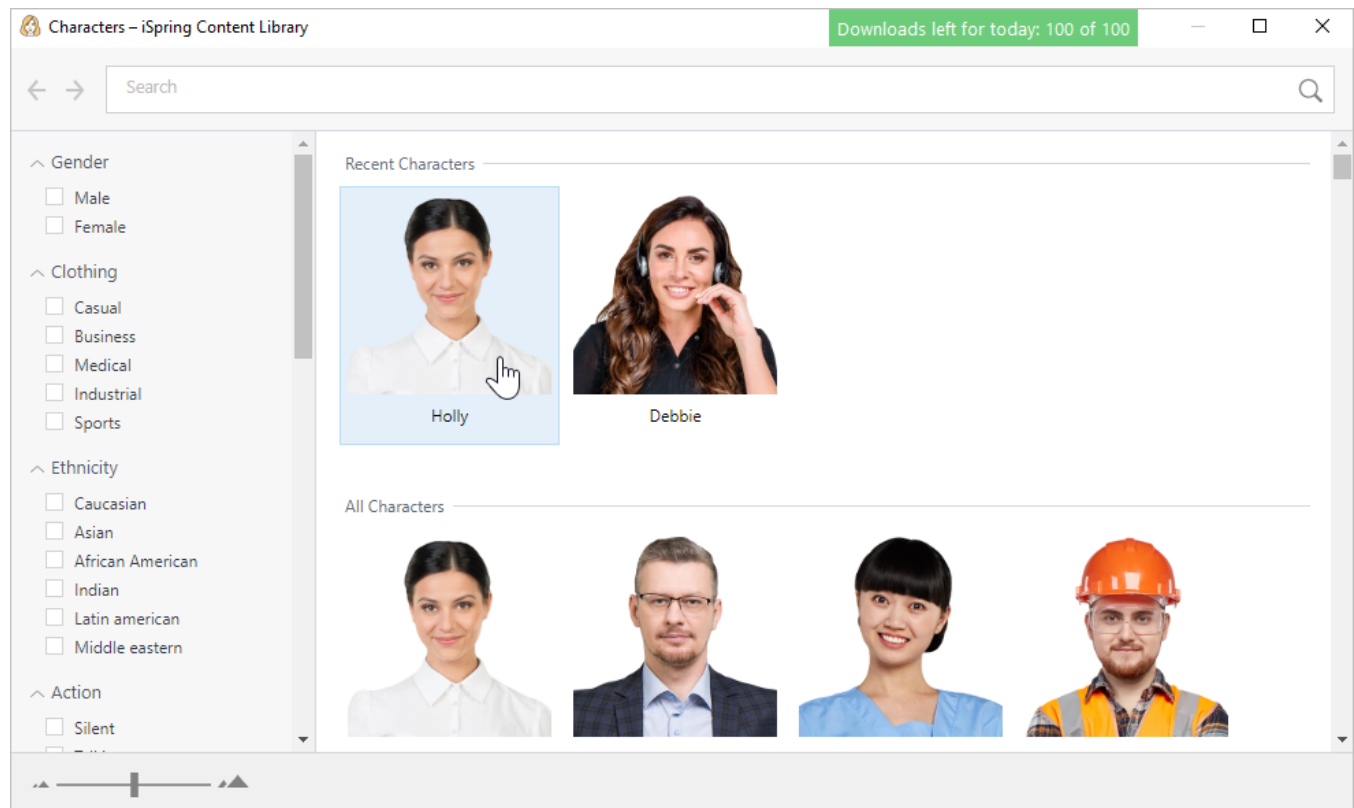 Characters – iSpring Content Library
Downloads left for today: 100 of 100
Search
Gender
Male
Female
Clothing
Casual
Business
Medical
Industrial
Sports
Ethnicity
Caucasian
Asian
African American
Indian
Latin american
Middle eastern
Action
Silent
Recent Characters
Holly
Debbie
All Characters